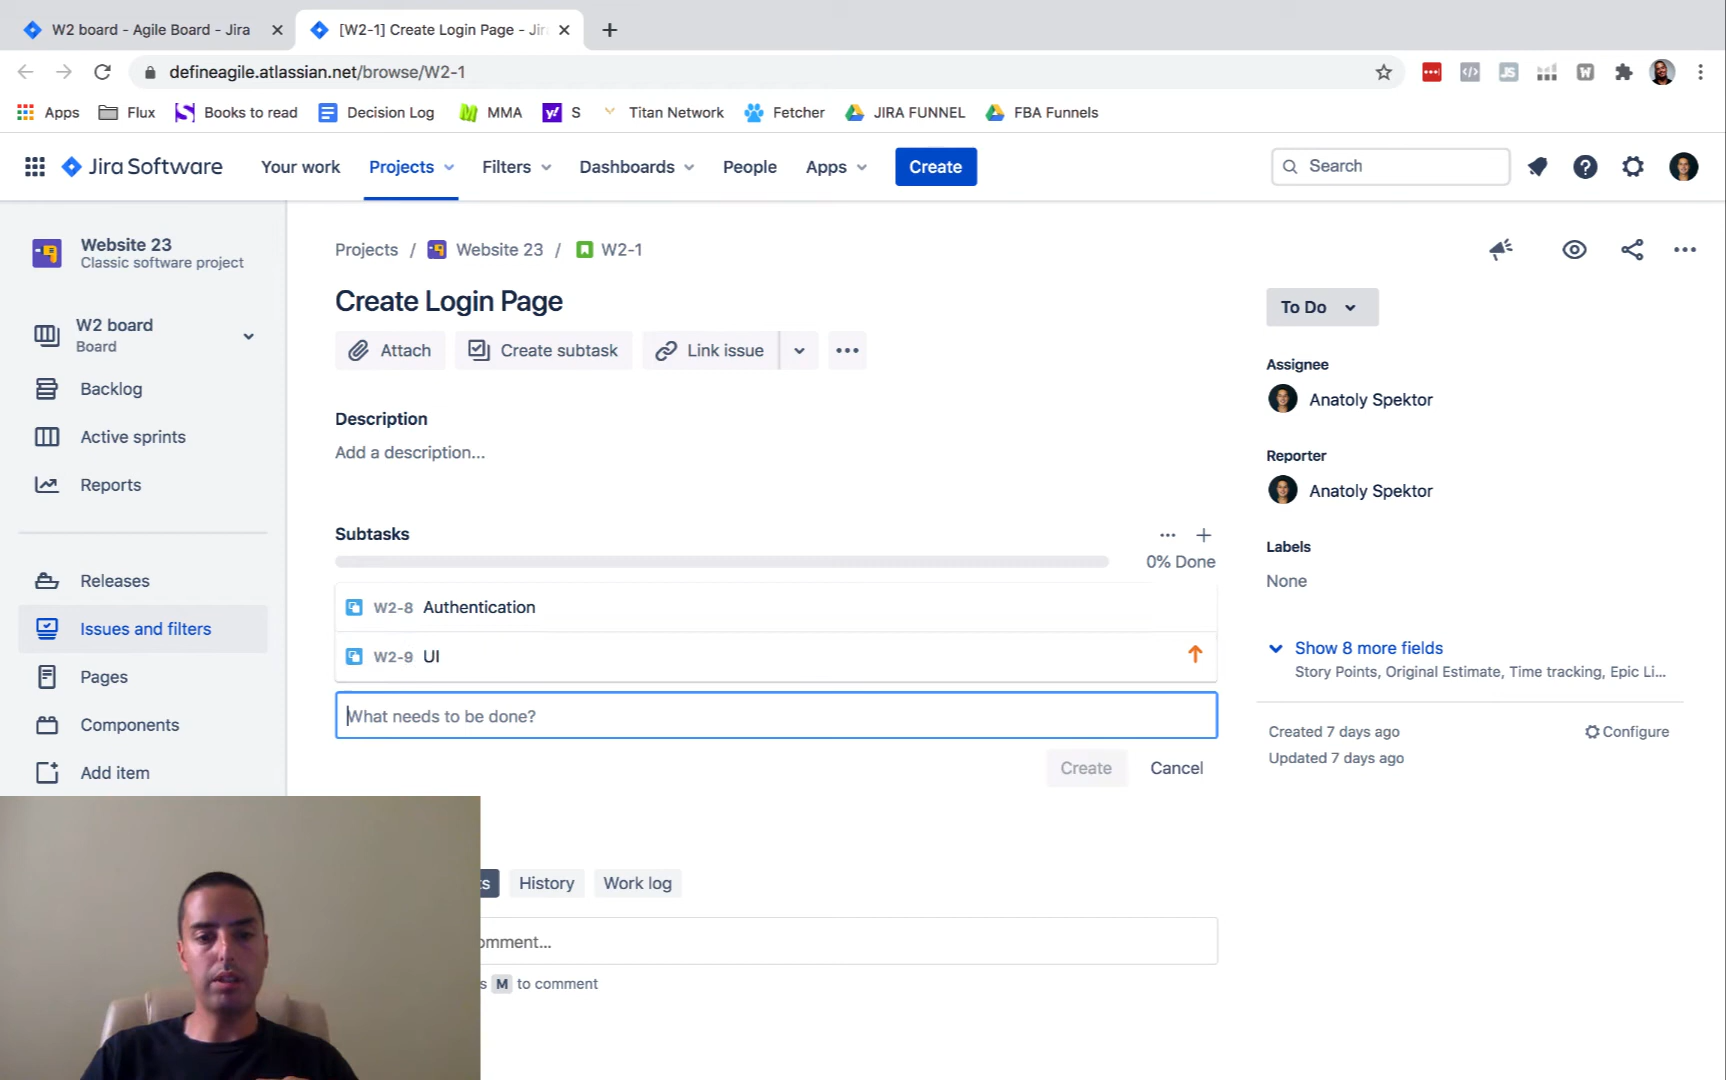 W2 board - Agile Board - Jira
[W2-1] Create Login Page - Jir
defineagile.atlassian.net/browse/W2-1
Apps
Flux
Books to read
Decision Log
MMA
S
Titan Network
Fetcher
JIRA FUNNEL
FBA Funnels
Jira Software
Your work
Projects
Filters
Dashboards
People
Apps
Create
Search
Website 23
Classic software project
W2 board
Board
Backlog
Active sprints
Reports
Releases
Issues and filters
Pages
Components
Add item
Projects / Website 23 / W2-1
Create Login Page
Attach
Create subtask
Link issue
Description
Add a description...
Subtasks
0% Done
W2-8 Authentication
W2-9 UI
What needs to be done?
Create
Cancel
ts
History
Work log
omment...
s M to comment
To Do
Assignee
Anatoly Spektor
Reporter
Anatoly Spektor
Labels
None
Show 8 more fields
Story Points, Original Estimate, Time tracking, Epic Li...
Created 7 days ago
Configure
Updated 7 days ago